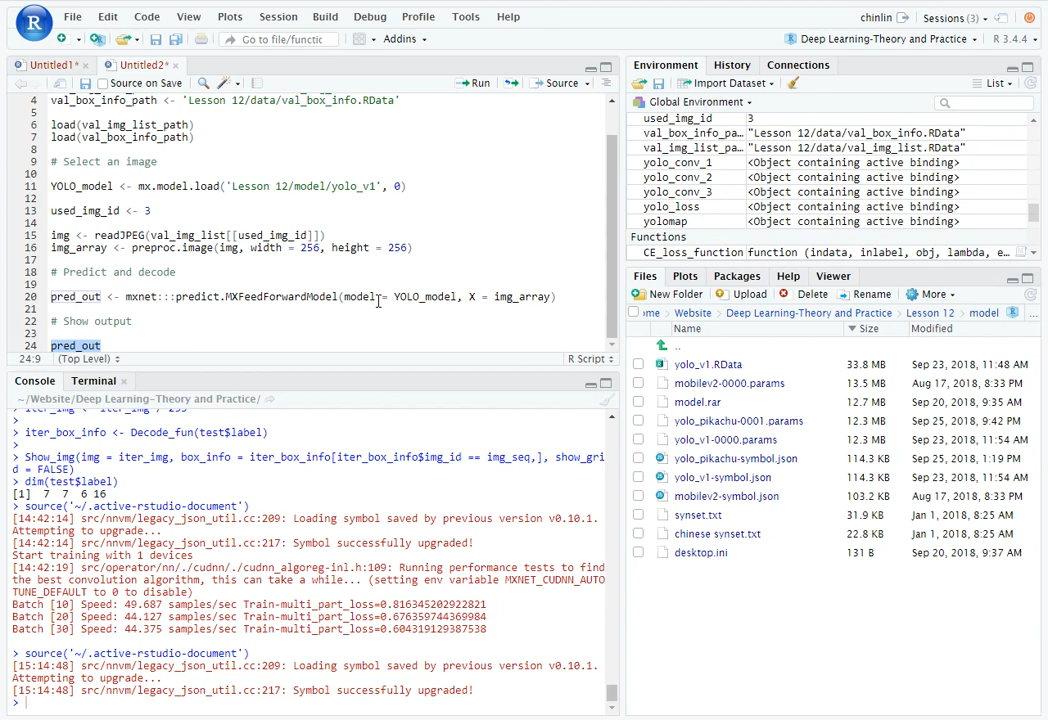 File Edit Code View Plots Session Build Debug Profile Tools Help
chinlin
Sessions (3)
Go to file/functic
Addins
Deep Learning-Theory and Practice
R 3.4.4
Untitled1*
Untitled2*
Source on Save
Run
Source
4 val_box_info_path <- 'Lesson 12/data/val_box_info.RData'
5
6 load(val_img_list_path)
7 load(val_box_info_path)
8
9 # Select an image
10
11 YOLO_model <- mx.model.load('Lesson 12/model/yolo_v1', 0)
12
13 used_img_id <- 3
14
15 img <- readJPEG(val_img_list[[used_img_id]])
16 img_array <- preproc.image(img, width = 256, height = 256)
17
18 # Predict and decode
19
20 pred_out <- mxnet:::predict.MXFeedForwardModel(model = YOLO_model, X = img_array)
21
22 # Show output
23
24 pred_out
24:9 (Top Level) R Script
Console Terminal
~/Website/Deep Learning-Theory and Practice/
> iter_img <- iter_img / 255
>
> iter_box_info <- Decode_fun(test$label)
>
> Show_img(img = iter_img, box_info = iter_box_info[iter_box_info$img_id == img_seq,], show_gri
d = FALSE)
> dim(test$label)
[1] 7 7 6 16
> source('~/.active-rstudio-document')
[14:42:14] src/nnvm/legacy_json_util.cc:209: Loading symbol saved by previous version v0.10.1.
Attempting to upgrade...
[14:42:14] src/nnvm/legacy_json_util.cc:217: Symbol successfully upgraded!
Start training with 1 devices
[14:42:19] src/operator/nn/./cudnn/./cudnn_algoreg-inl.h:109: Running performance tests to find
the best convolution algorithm, this can take a while... (setting env variable MXNET_CUDNN_AUTO
TUNE_DEFAULT to 0 to disable)
Batch [10] Speed: 49.687 samples/sec Train-multi_part_loss=0.816345202922821
Batch [20] Speed: 44.127 samples/sec Train-multi_part_loss=0.676359744369984
Batch [30] Speed: 44.375 samples/sec Train-multi_part_loss=0.604319129387538
> source('~/.active-rstudio-document')
[15:14:48] src/nnvm/legacy_json_util.cc:209: Loading symbol saved by previous version v0.10.1.
Attempting to upgrade...
[15:14:48] src/nnvm/legacy_json_util.cc:217: Symbol successfully upgraded!
>
Environment History Connections
Import Dataset
List
Global Environment
used_img_id 3
val_box_info_pa… "Lesson 12/data/val_box_info.RData"
val_img_list_pa… "Lesson 12/data/val_img_list.RData"
yolo_conv_1 <Object containing active binding>
yolo_conv_2 <Object containing active binding>
yolo_conv_3 <Object containing active binding>
yolo_loss <Object containing active binding>
yolomap <Object containing active binding>
Functions
CE_loss_function function (indata, inlabel, obj, lambda, e…
Files Plots Packages Help Viewer
New Folder Upload Delete Rename More
ome Website Deep Learning-Theory and Practice Lesson 12 model ...
Name Size Modified
..
yolo_v1.RData 33.8 MB Sep 23, 2018, 11:48 AM
mobilev2-0000.params 13.5 MB Aug 17, 2018, 8:33 PM
model.rar 12.7 MB Sep 20, 2018, 9:35 AM
yolo_pikachu-0001.params 12.3 MB Sep 25, 2018, 9:42 PM
yolo_v1-0000.params 12.3 MB Sep 23, 2018, 11:54 AM
yolo_pikachu-symbol.json 114.3 KB Sep 25, 2018, 1:19 PM
yolo_v1-symbol.json 114.3 KB Sep 23, 2018, 11:54 AM
mobilev2-symbol.json 103.2 KB Aug 17, 2018, 8:33 PM
synset.txt 31.9 KB Jan 1, 2018, 8:25 AM
chinese synset.txt 22.8 KB Jan 1, 2018, 8:25 AM
desktop.ini 131 B Sep 20, 2018, 9:37 AM